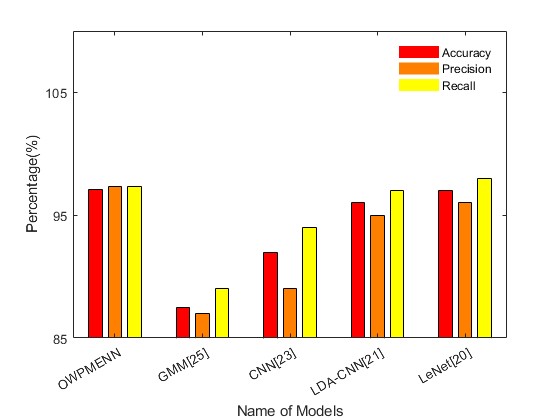 Accuracy
Precision
Recall
105
95
85
Percentage(%)
OWPMENN
GMM[25]
CNN[23]
LDA-CNN[21]
LeNet[20]
Name of Models